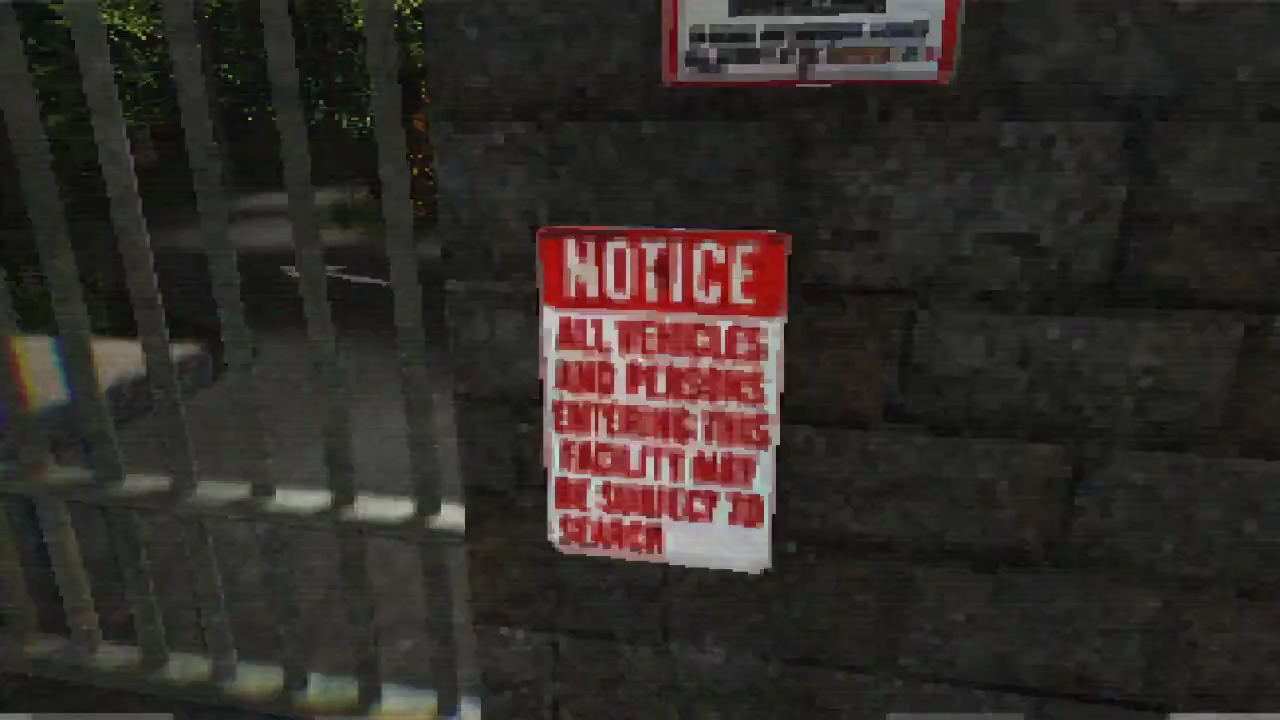 NOTICE
ALL VEHICLES
AND PERSONS
ENTERING THIS
FACILITY MAY
BE SUBJECT TO
SEARCH